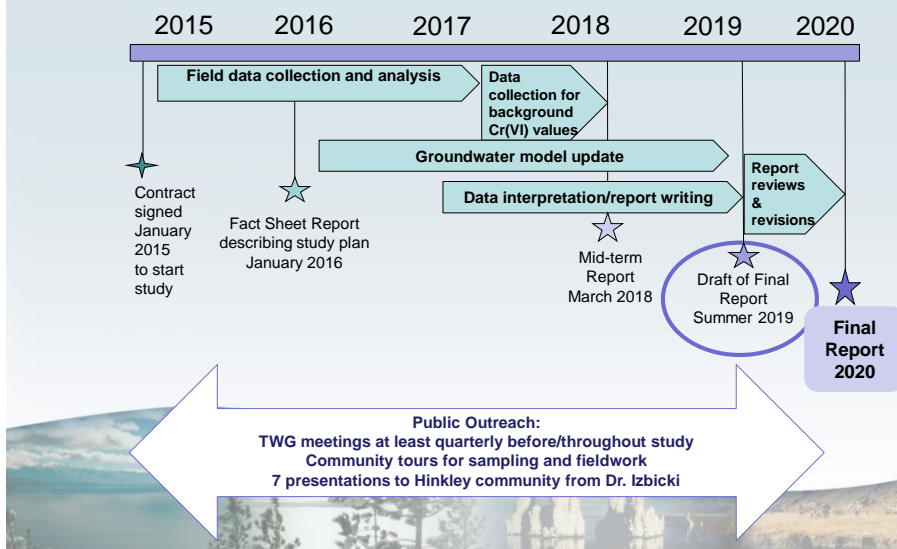 2015 2016 2017 2018 2019 2020
Field data collection and analysis
Data
collection for
background
Cr(VI) values
Groundwater model update
Data interpretation/report writing
Report
reviews
&
revisions
Contract
signed
January
2015
to start
study
Fact Sheet Report
describing study plan
January 2016
Mid-term
Report
March 2018
Draft of Final
Report
Summer 2019
Final
Report
2020
Public Outreach:
TWG meetings at least quarterly before/throughout study
Community tours for sampling and fieldwork
7 presentations to Hinkley community from Dr. Izbicki